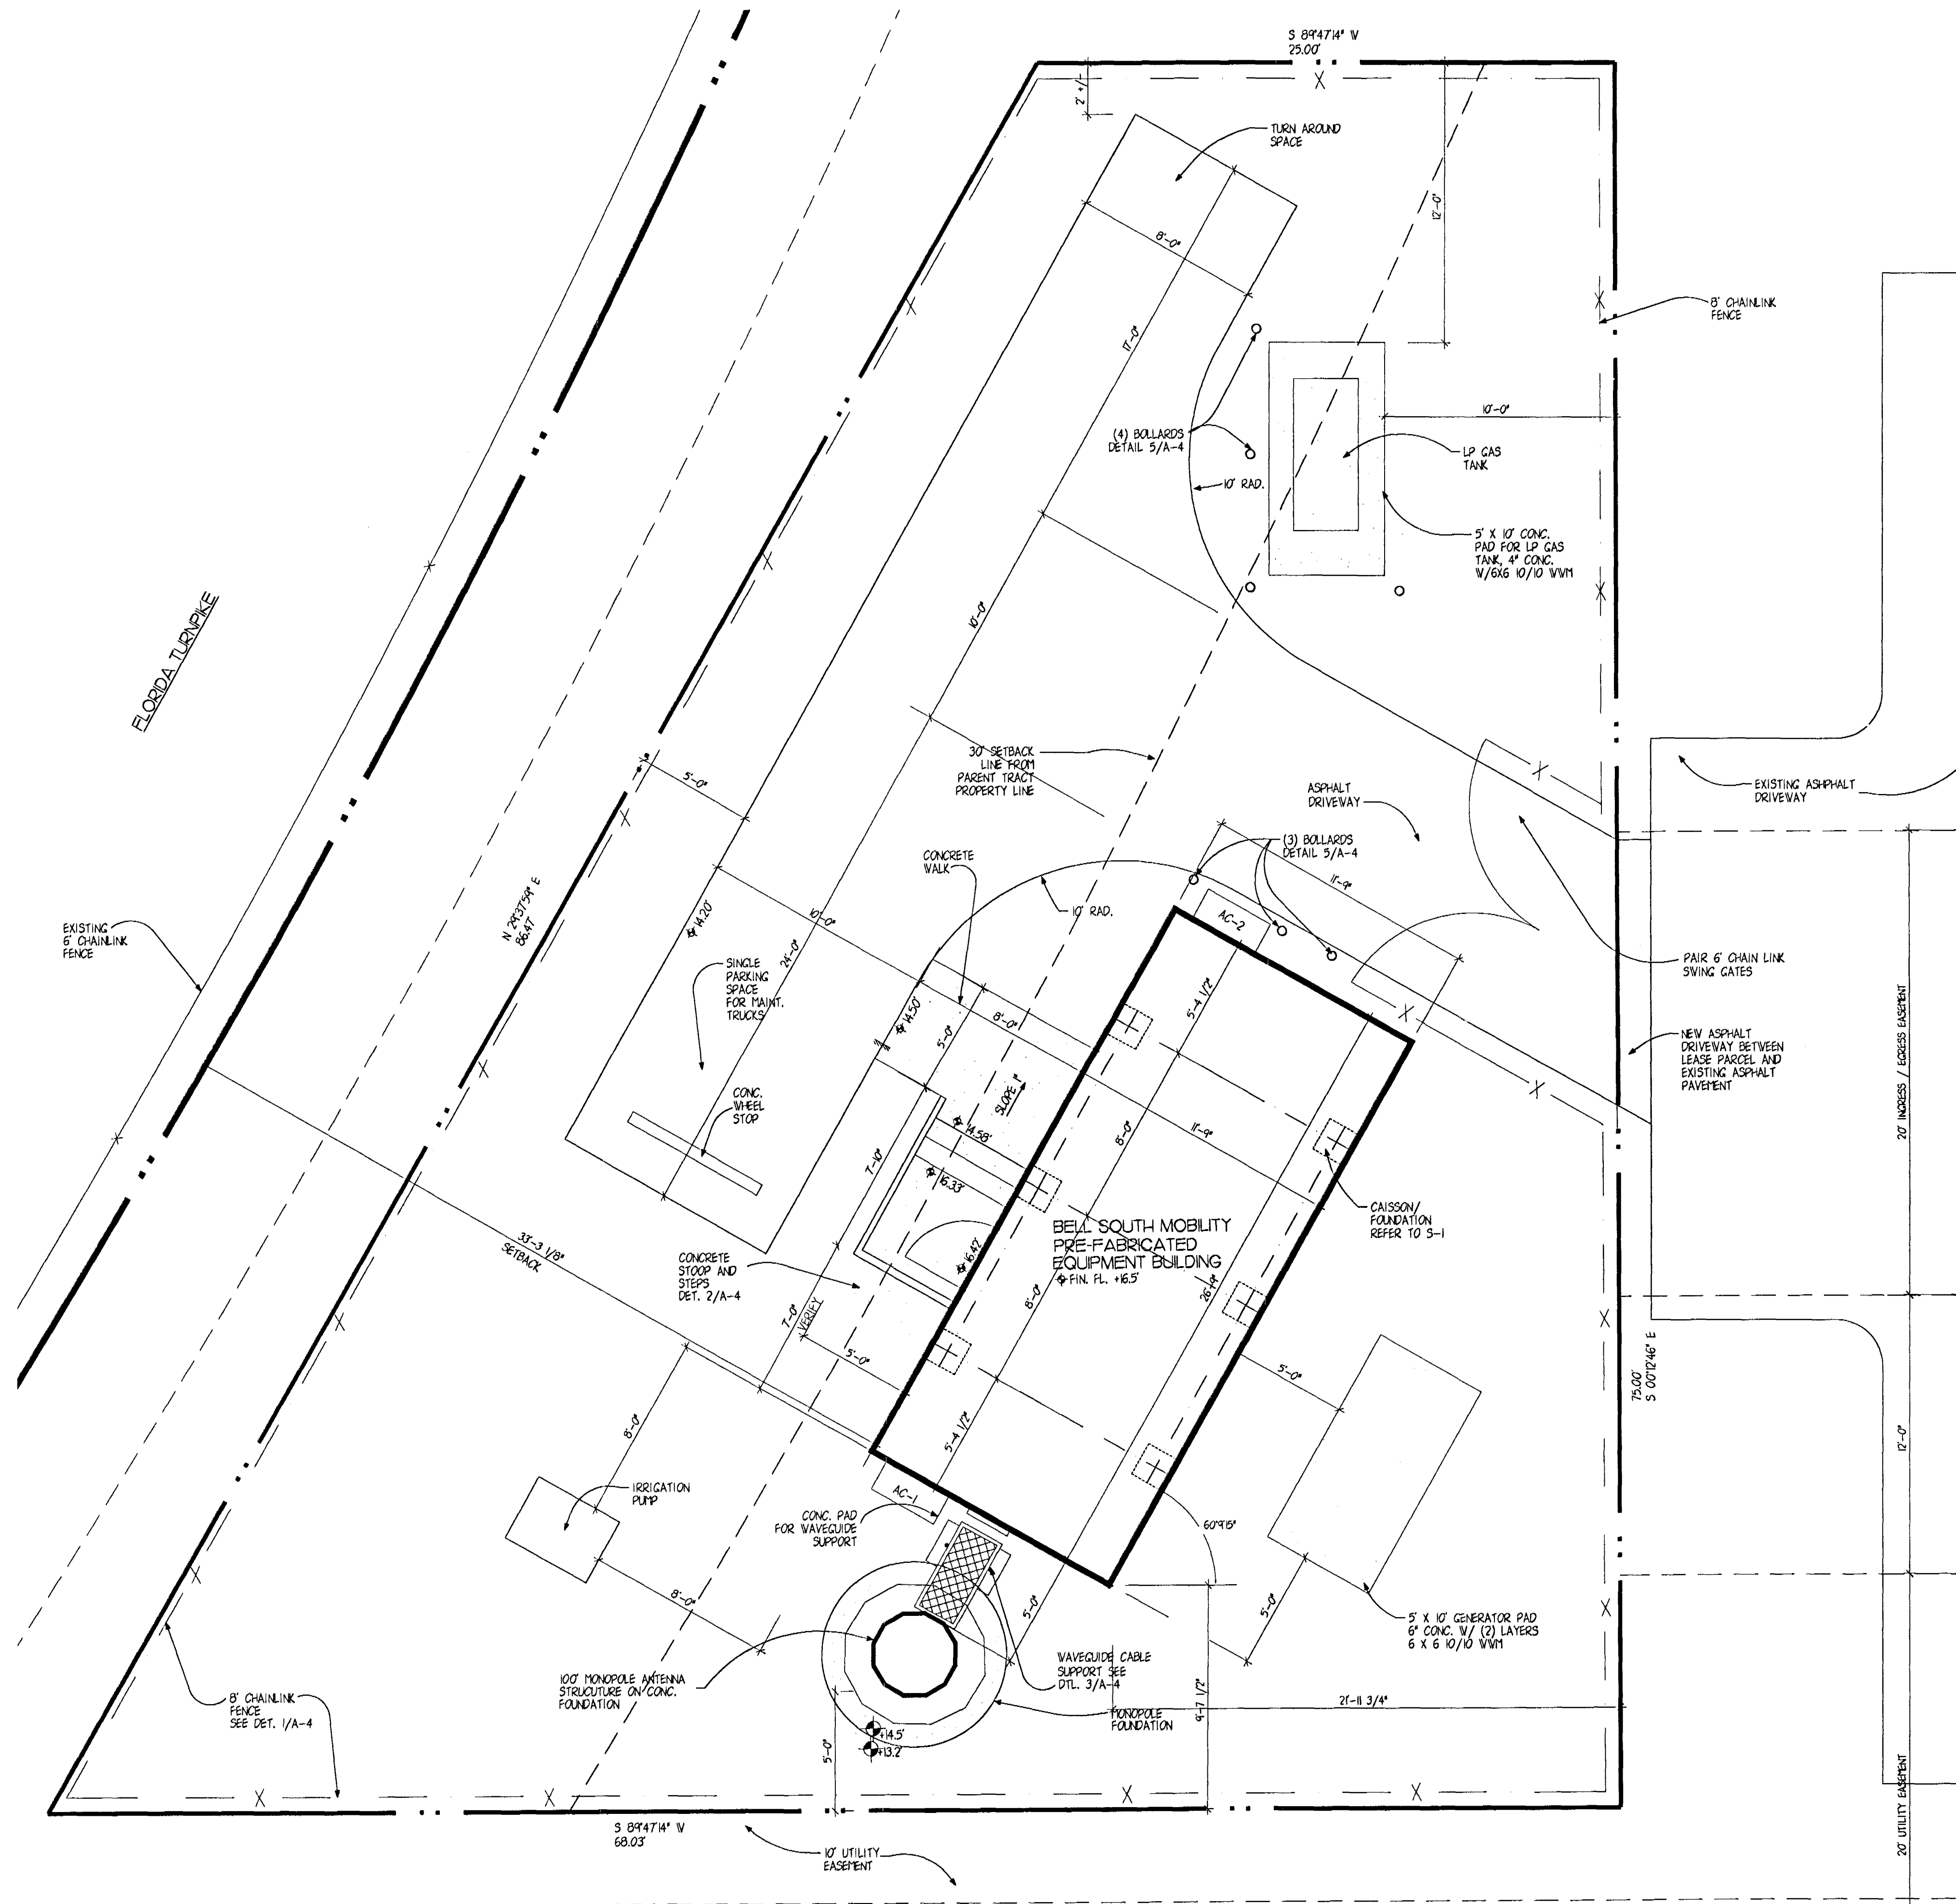 S 89°47'14" W
25.00'
2' +/-
TURN AROUND
SPACE
12'-0"
8'-0"
8' CHAINLINK
FENCE
17'-0"
10'-0"
(4) BOLLARDS
DETAIL 5/A-4
LP GAS
TANK
10' RAD.
5' X 10' CONC.
PAD FOR LP GAS
TANK, 4" CONC.
W/6X6 10/10 WWM
FLORIDA TURNPIKE
10'-0"
30' SETBACK
LINE FROM
PARENT TRACT
PROPERTY LINE
5'-0"
ASPHALT
DRIVEWAY
EXISTING ASHPHALT
DRIVEWAY
(3) BOLLARDS
DETAIL 5/A-4
CONCRETE
WALK
11'-9"
N 29°37'59" E
86.47'
14.20'
10'-0"
10' RAD.
AC-2
EXISTING
6' CHAINLINK
FENCE
24'-0"
SINGLE
PARKING
SPACE
FOR MAINT.
TRUCKS
PAIR 6' CHAIN LINK
SWING GATES
14.50'
5'-0"
8'-0"
5'-4 1/2"
20' INGRESS / EGRESS EASEMENT
NEW ASPHALT
DRIVEWAY BETWEEN
LEASE PARCEL AND
EXISTING ASPHALT
PAVEMENT
CONC.
WHEEL
STOP
SLOPE 1"
14.58'
8'-0"
11'-9"
7'-10"
16.33'
CAISSON/
FOUNDATION
REFER TO S-1
33'-3 1/8"
SETBACK
CONCRETE
STOOP AND
STEPS
DET. 2/A-4
16.42'
BELL SOUTH MOBILITY
PRE-FABRICATED
EQUIPMENT BUILDING
FIN. FL. +16.5'
26'-9"
8'-0"
7'-0"
VERIFY
5'-0"
5'-0"
75.00'
S 00°12'46" E
8'-0"
5'-4 1/2"
12'-0"
IRRIGATION
PUMP
AC-1
CONC. PAD
FOR WAVEGUIDE
SUPPORT
60°9'15"
8'-0"
5'-0"
5'-0"
5' X 10' GENERATOR PAD
6" CONC. W/ (2) LAYERS
6 X 6 10/10 WWM
WAVEGUIDE CABLE
SUPPORT SEE
DTL. 3/A-4
100' MONOPOLE ANTENNA
STRUCUTURE ON CONC.
FOUNDATION
8' CHAINLINK
FENCE
SEE DET. 1/A-4
9'-7 1/2"
21'-11 3/4"
MONOPOLE
FOUNDATION
+14.5'
+13.2'
5'-0"
20' UTILITY EASEMENT
S 89°47'14" W
68.03'
10' UTILITY
EASEMENT